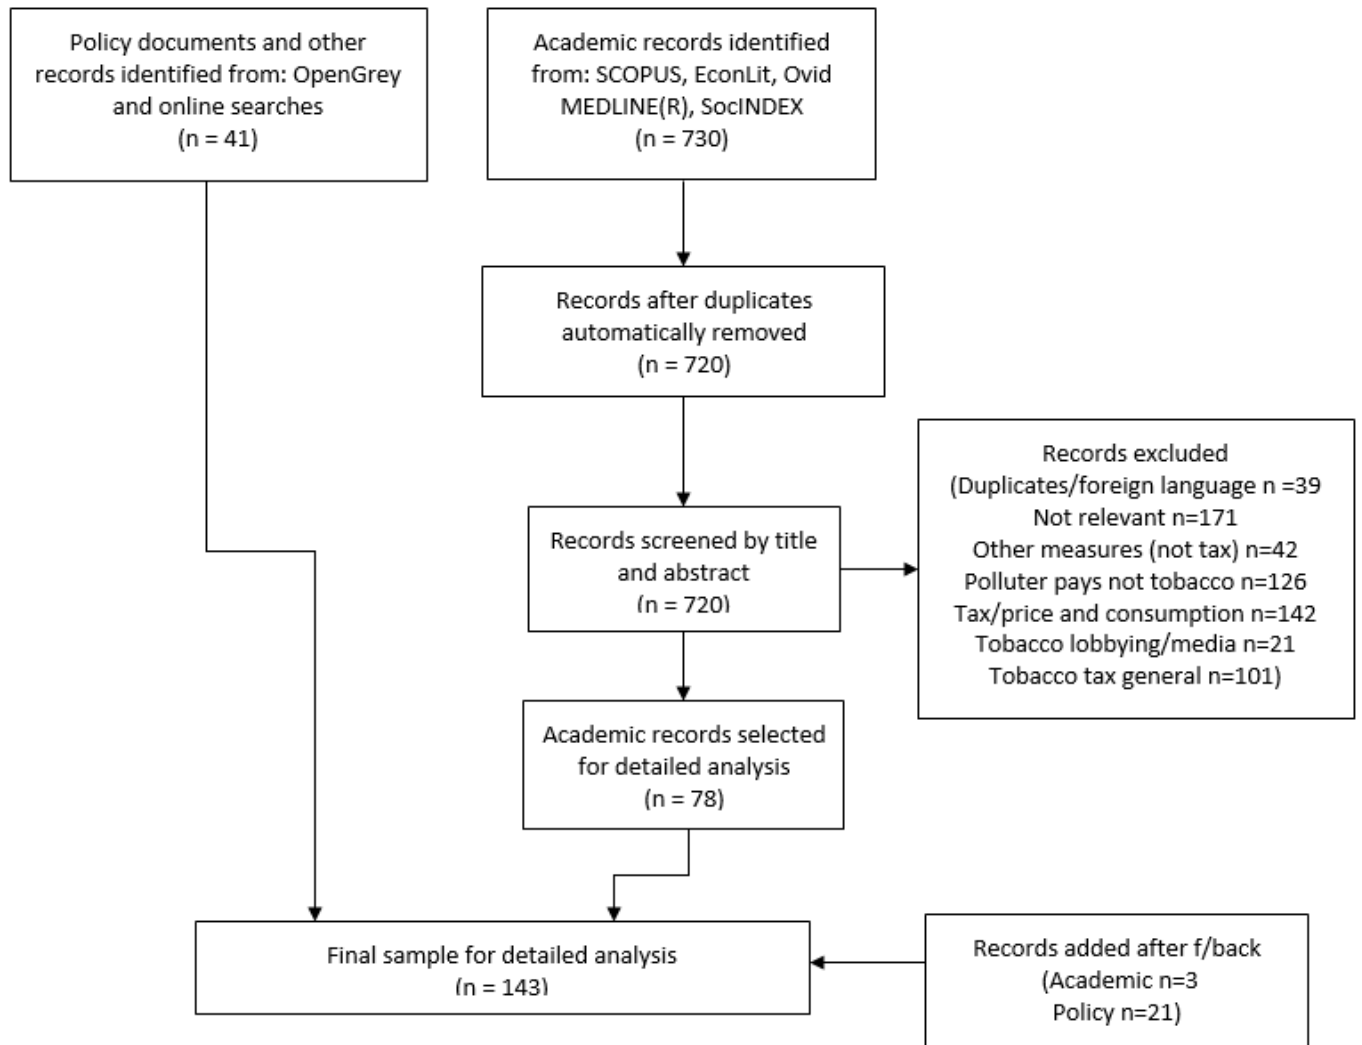 Policy documents and other
records identified from: OpenGrey
and online searches
(n = 41)
Academic records identified
from: SCOPUS, EconLit, Ovid
MEDLINE(R), SocINDEX
(n = 730)
Records after duplicates
automatically removed
(n = 720)
Records screened by title
and abstract
(n = 720)
Records excluded
(Duplicates/foreign language n =39
Not relevant n=171
Other measures (not tax) n=42
Polluter pays not tobacco n=126
Tax/price and consumption n=142
Tobacco lobbying/media n=21
Tobacco tax general n=101)
Academic records selected
for detailed analysis
(n = 78)
Final sample for detailed analysis
(n = 143)
Records added after f/back
(Academic n=3
Policy n=21)